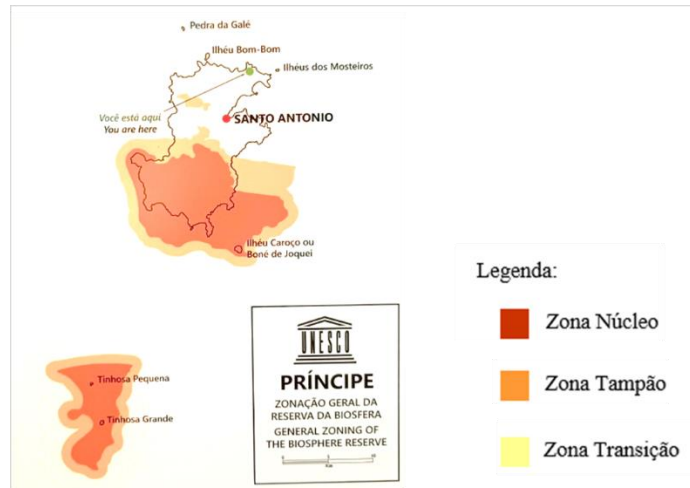 Pedra da Galé
Ilhéu Bom-Bom
Ilhéus dos Mosteiros
Você está aqui
You are here
SANTO ANTONIO
Ilhéu Caroço ou
Boné de Joquei
Tinhosa Pequena
Tinhosa Grande
UNESCO
PRÍNCIPE
ZONAÇÃO GERAL DA
RESERVA DA BIOSFERA
GENERAL ZONING OF
THE BIOSPHERE RESERVE
Legenda:
Zona Núcleo
Zona Tampão
Zona Transição